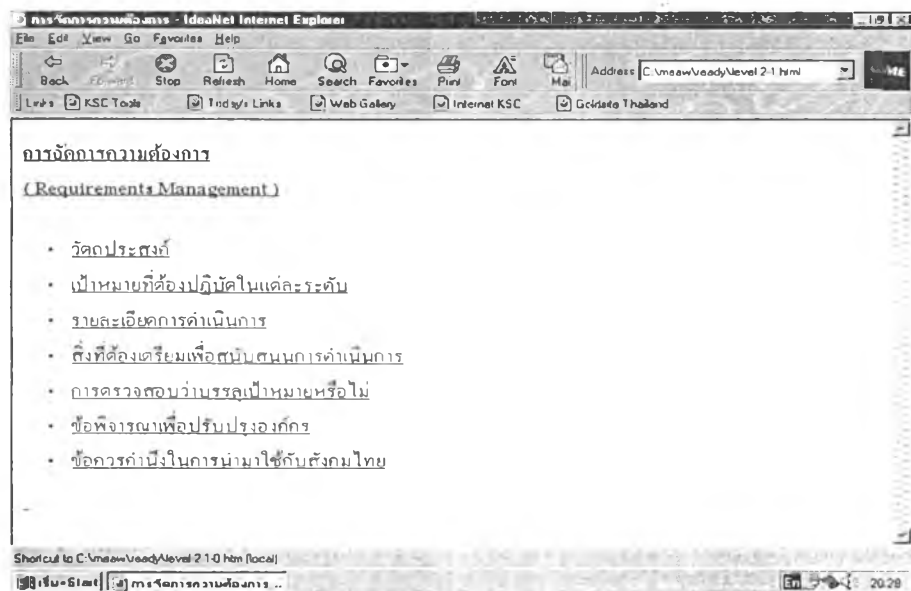 การจัดการความต้องการ - IdeaNet Internet Explorer
File Edit View Go Favorites Help
Back Forward Stop Refresh Home Search Favorites Print Font Mail Address C:\msaw\ready\level 2-1.html
Links KSC Tools Today's Links Web Gallery Internet KSC Goldsite Thailand
การจัดการความต้องการ
( Requirements Management )
วัตถุประสงค์
เป้าหมายที่ต้องปฏิบัติในแต่ละระดับ
รายละเอียดการดำเนินการ
สิ่งที่ต้องเตรียมเพื่อสนับสนุนการดำเนินการ
การตรวจสอบว่าบรรลุเป้าหมายหรือไม่
ข้อพิจารณาเพื่อปรับปรุงองค์กร
ข้อควรคำนึงในการนำมาใช้กับสังคมไทย
Shortcut to C:\msaw\ready\level 2-1-0.htm (local)
เริ่ม-Start การจัดการความต้องการ ... En 20:28